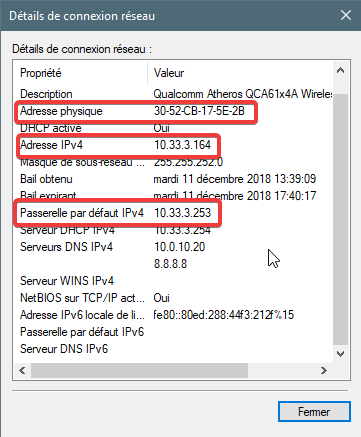 Détails de connexion réseau
Détails de connexion réseau :
Propriété Valeur
Description Qualcomm Atheros QCA61x4A Wireles
Adresse physique 30-52-CB-17-5E-2B
DHCP activé Oui
Adresse IPv4 10.33.3.164
Masque de sous-réseau ... 255.255.252.0
Bail obtenu mardi 11 décembre 2018 13:39:09
Bail expirant mardi 11 décembre 2018 17:40:17
Passerelle par défaut IPv4 10.33.3.253
Serveur DHCP IPv4 10.33.3.254
Serveurs DNS IPv4 10.0.10.20
8.8.8.8
Serveur WINS IPv4
NetBIOS sur TCP/IP act... Oui
Adresse IPv6 locale de li... fe80::80ed:288:44f3:212f%15
Passerelle par défaut IPv6
Serveur DNS IPv6
Fermer